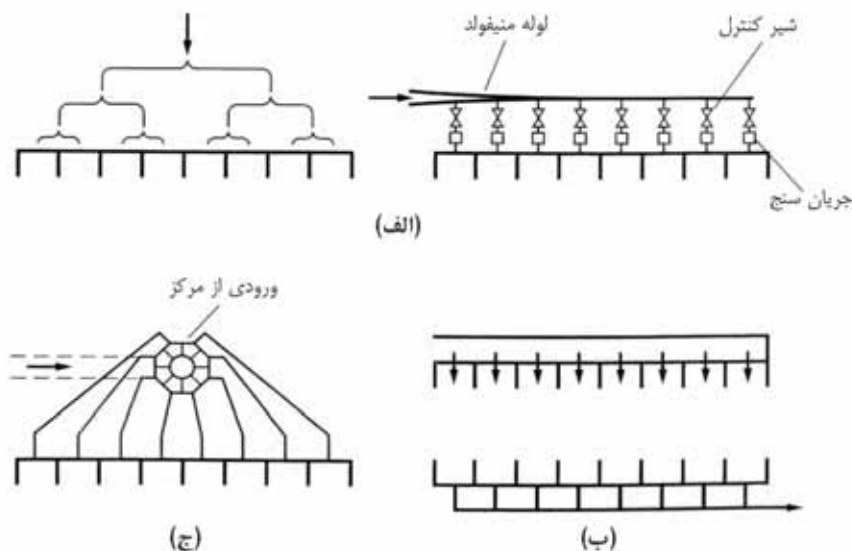 شیر کنترل
لوله منیفولد
جریان سنج
(الف)
ورودی از مرکز
(ب)
(ج)